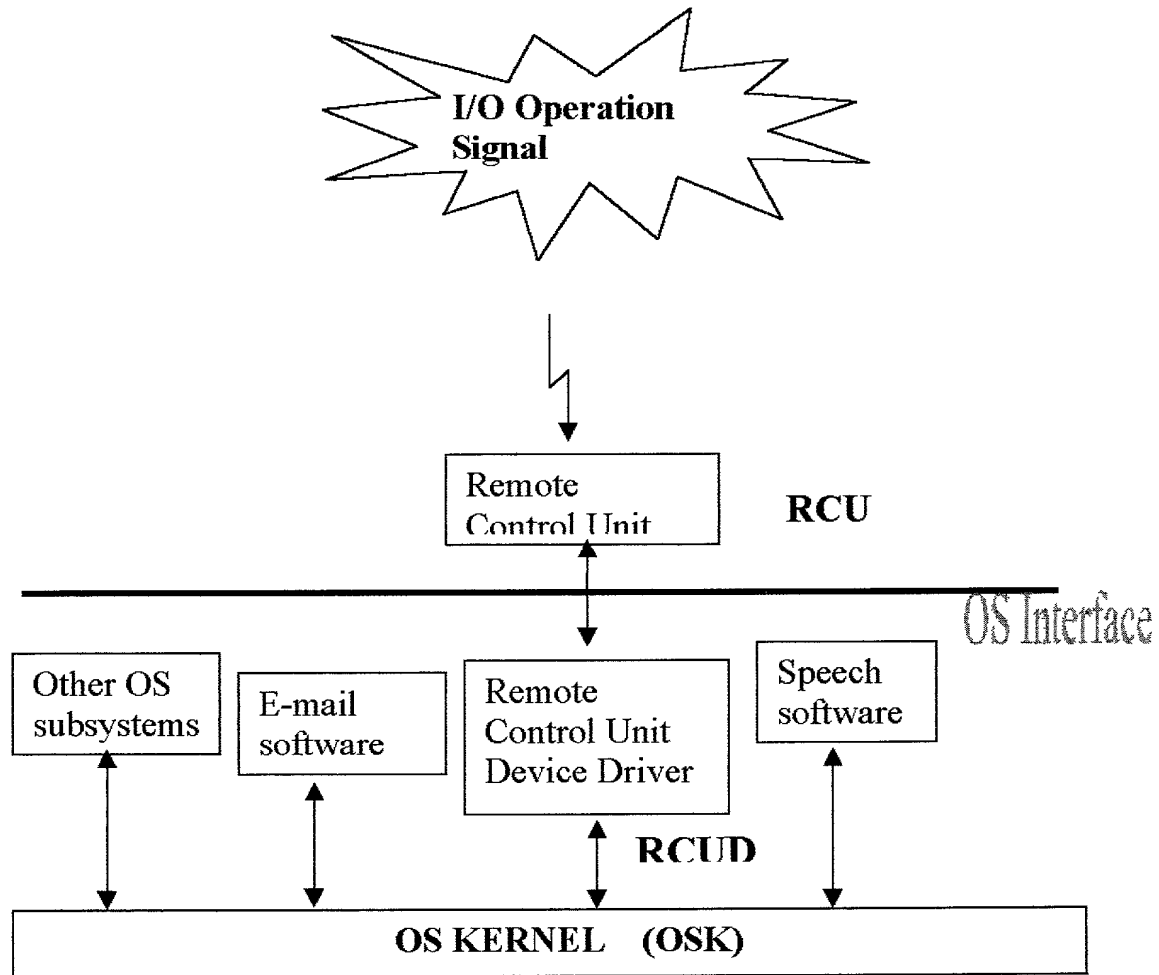 I/O Operation
Signal
Remote
Control Unit
RCU
OS Interface
Other OS
subsystems
E-mail
software
Remote
Control Unit
Device Driver
Speech
software
RCUD
OS KERNEL (OSK)